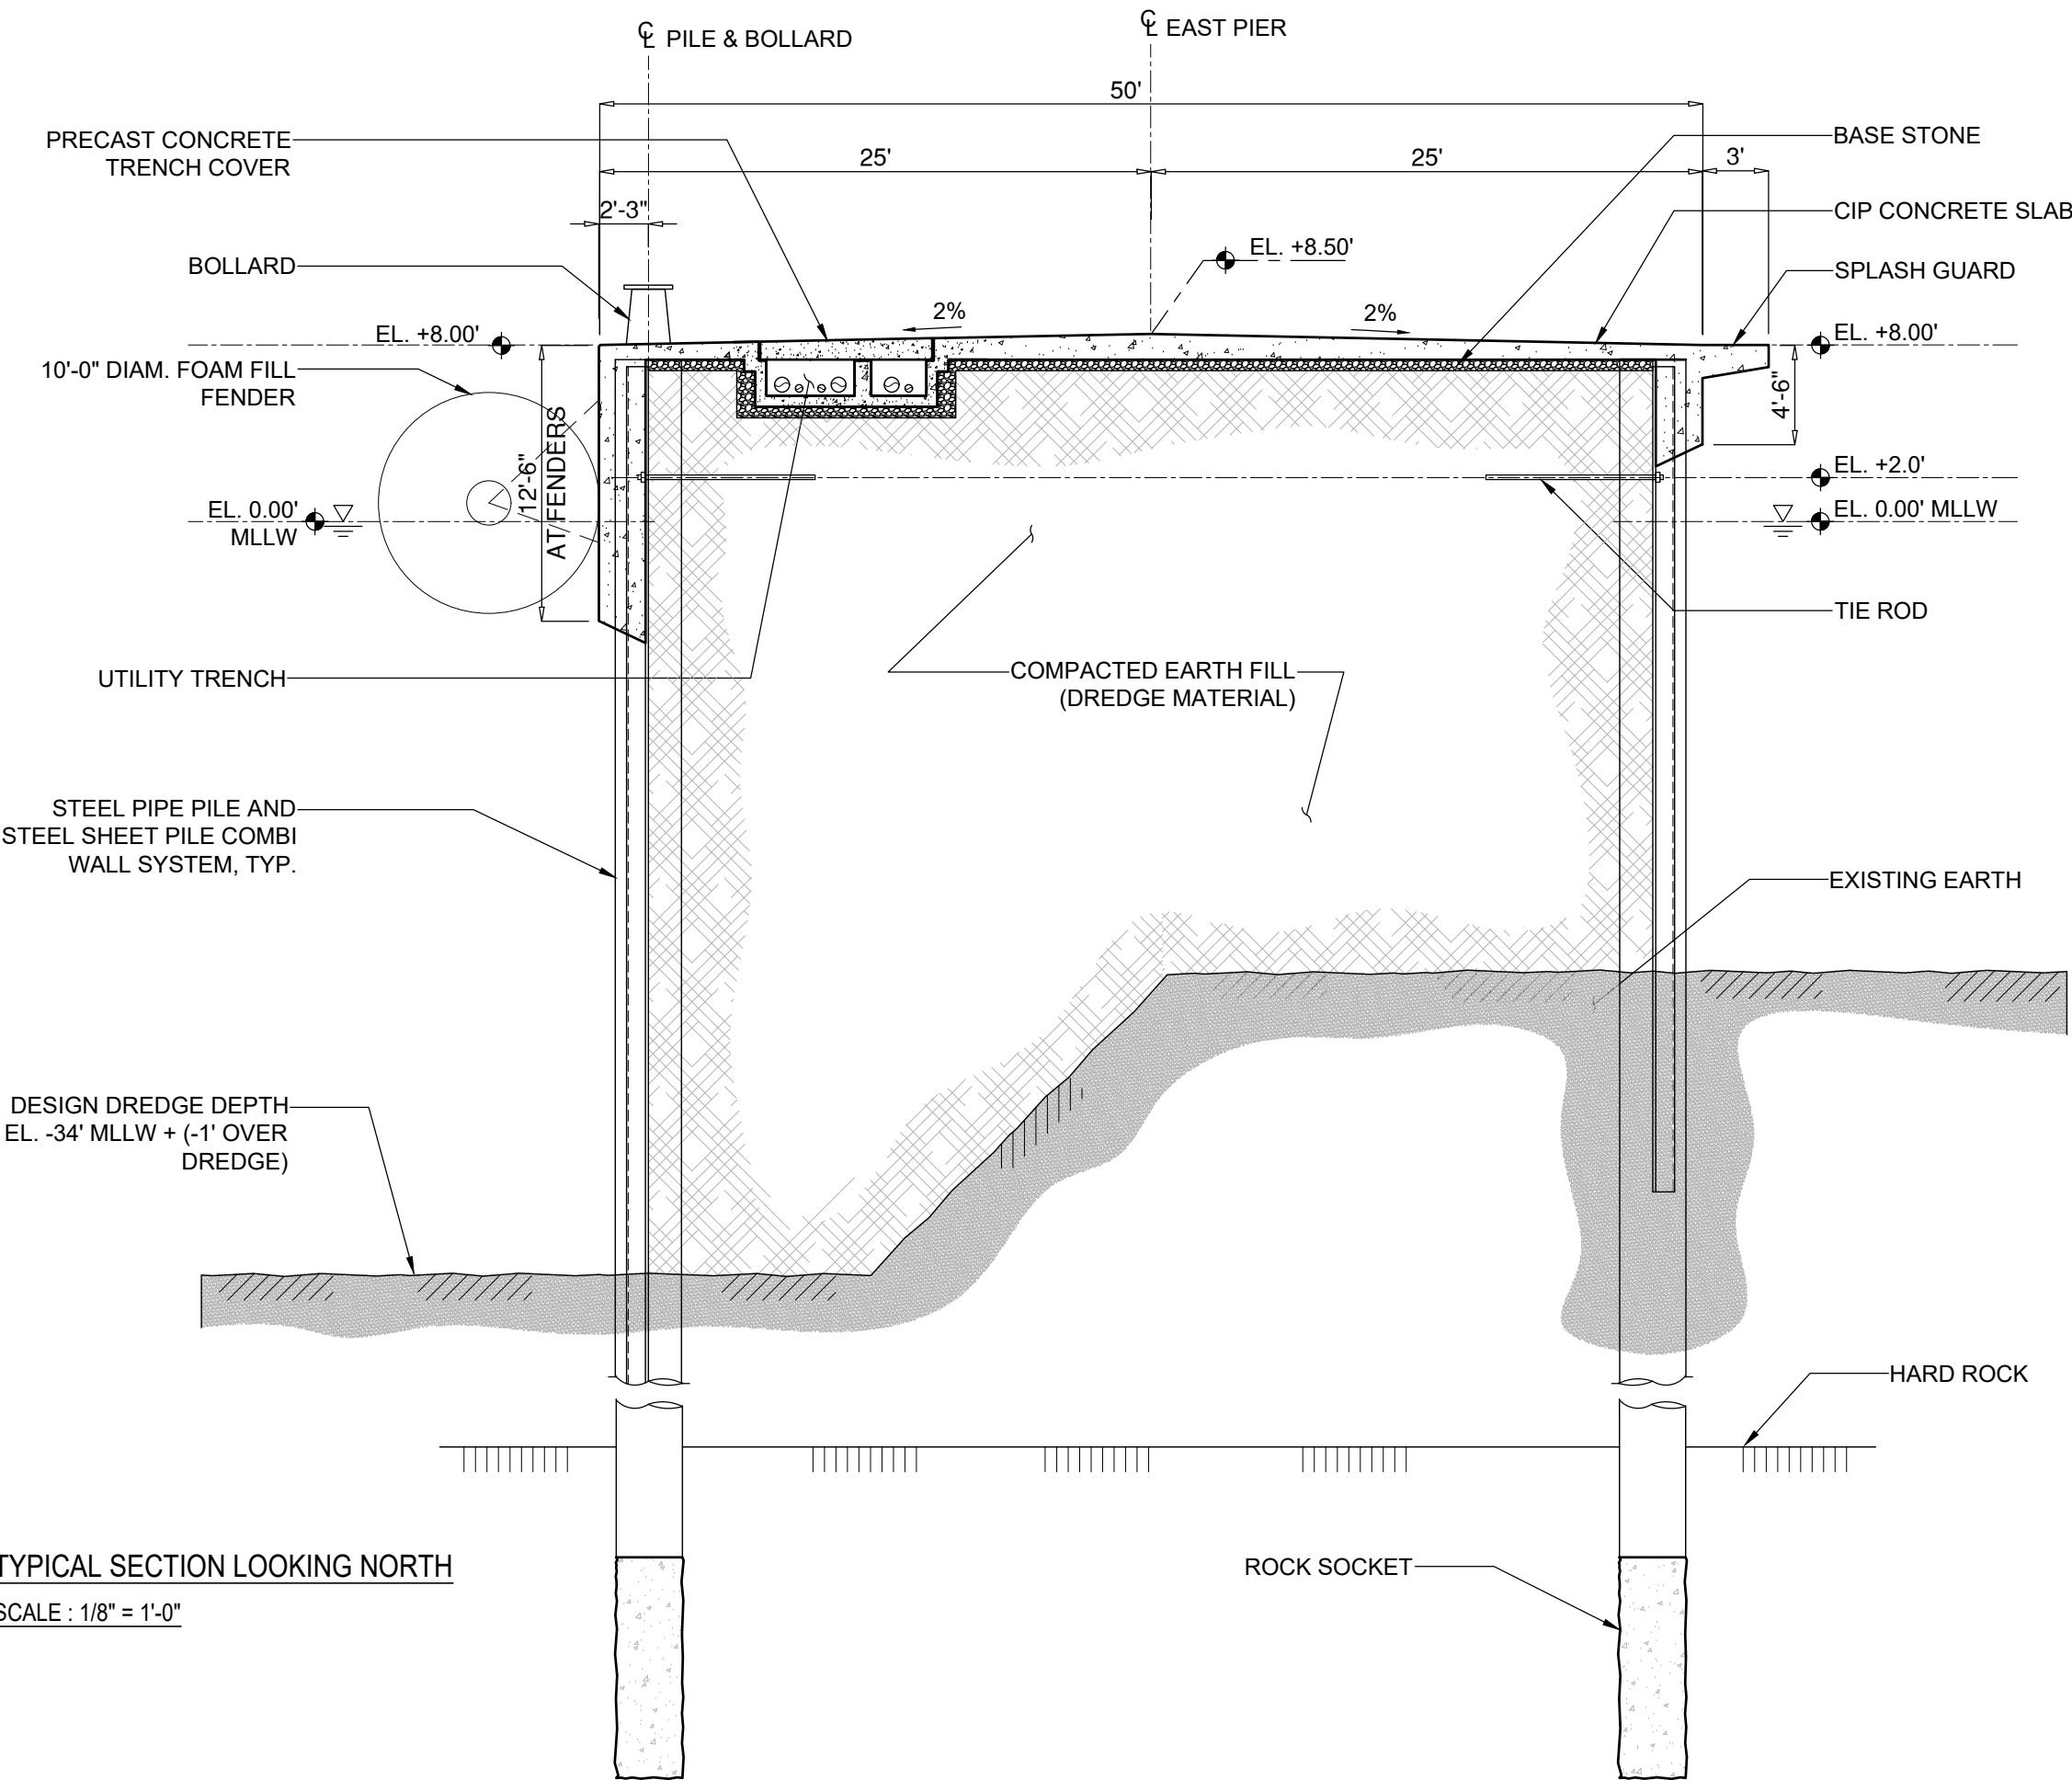 ℄ PILE & BOLLARD
℄ EAST PIER
50'
PRECAST CONCRETE
TRENCH COVER
25'
25'
3'
BASE STONE
2'-3"
CIP CONCRETE SLAB
BOLLARD
EL. +8.50'
SPLASH GUARD
2%
2%
EL. +8.00'
EL. +8.00'
10'-0" DIAM. FOAM FILL
FENDER
4'-6"
12'-6"
AT FENDERS
EL. +2.0'
EL. 0.00'
MLLW
EL. 0.00' MLLW
TIE ROD
UTILITY TRENCH
COMPACTED EARTH FILL
(DREDGE MATERIAL)
STEEL PIPE PILE AND
STEEL SHEET PILE COMBI
WALL SYSTEM, TYP.
EXISTING EARTH
DESIGN DREDGE DEPTH
EL. -34' MLLW + (-1' OVER
DREDGE)
HARD ROCK
TYPICAL SECTION LOOKING NORTH
SCALE : 1/8" = 1'-0"
ROCK SOCKET